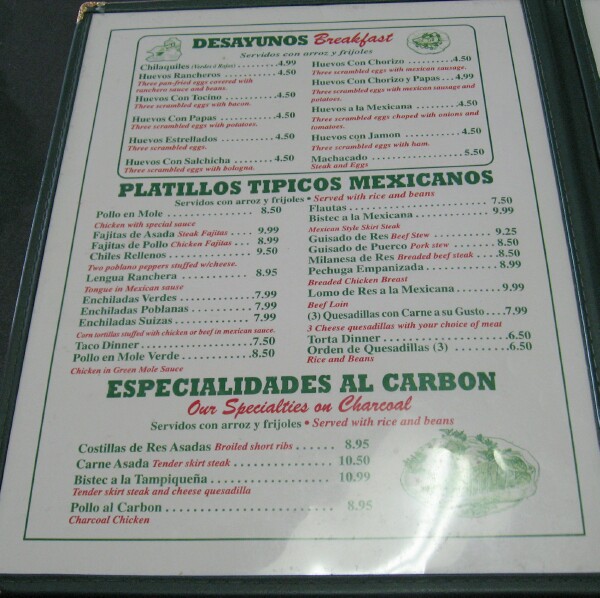 DESAYUNOS Breakfast
Servidos con arroz y frijoles
Chilaquiles (Verdes ó Rojos) ............4.99
Huevos Rancheros ............4.50
Three pan-fried eggs covered with
ranchero sauce and beans.
Huevos Con Tocino ............4.50
Three scrambled eggs with bacon.
Huevos Con Papas ............4.50
Three scrambled eggs with potatoes.
Huevos Estrellados ............4.50
Three scrambled eggs.
Huevos Con Salchicha .........4.50
Three scrambled eggs with bologna.
Huevos Con Chorizo ............4.50
Three scrambled eggs with mexican sausage.
Huevos Con Chorizo y Papas...4.99
Three scrambled eggs with mexican sausage and
potatoes.
Huevos a la Mexicana ..........4.50
Three scrambled eggs choped with onions and
tomatoes.
Huevos con Jamon ............4.50
Three scrambled eggs with ham.
Machacado ....................5.50
Steak and Eggs
PLATILLOS TIPICOS MEXICANOS
Servidos con arroz y frijoles • Served with rice and beans
Pollo en Mole ................ 8.50
Chicken with special sauce
Fajitas de Asada Steak Fajitas .... 9.99
Fajitas de Pollo Chicken Fajitas ... 8.99
Chiles Rellenos ............... 9.50
Two poblano peppers stuffed w/cheese.
Lengua Ranchera .............. 8.95
Tongue in Mexican sauce
Enchiladas Verdes ..............7.99
Enchiladas Poblanas ........... 7.99
Enchiladas Suizas ............. 7.99
Corn tortillas stuffed with chicken or beef in mexican sauce.
Taco Dinner ...................7.50
Pollo en Mole Verde ............8.50
Chicken in Green Mole Sauce
Flautas ........................ 7.50
Bistec a la Mexicana .............. 9.99
Mexican Style Skirt Steak
Guisado de Res Beef Stew ........... 9.25
Guisado de Puerco Pork stew ........ 8.50
Milanesa de Res Breaded beef steak ....8.50
Pechuga Empanizada ............. 8.99
Breaded Chicken Breast
Lomo de Res a la Mexicana .........9.99
Beef Loin
(3) Quesadillas con Carne a su Gusto....7.99
3 Cheese quesadillas with your choice of meat
Torta Dinner ....................6.50
Orden de Quesadillas (3) ...........6.50
Rice and Beans
ESPECIALIDADES AL CARBON
Our Specialties on Charcoal
Servidos con arroz y frijoles • Served with rice and beans
Costillas de Res Asadas Broiled short ribs ...... 8.95
Carne Asada Tender skirt steak ............... 10.50
Bistec a la Tampiqueña ................. 10.99
Tender skirt steak and cheese quesadilla
Pollo al Carbon ........................ 8.95
Charcoal Chicken